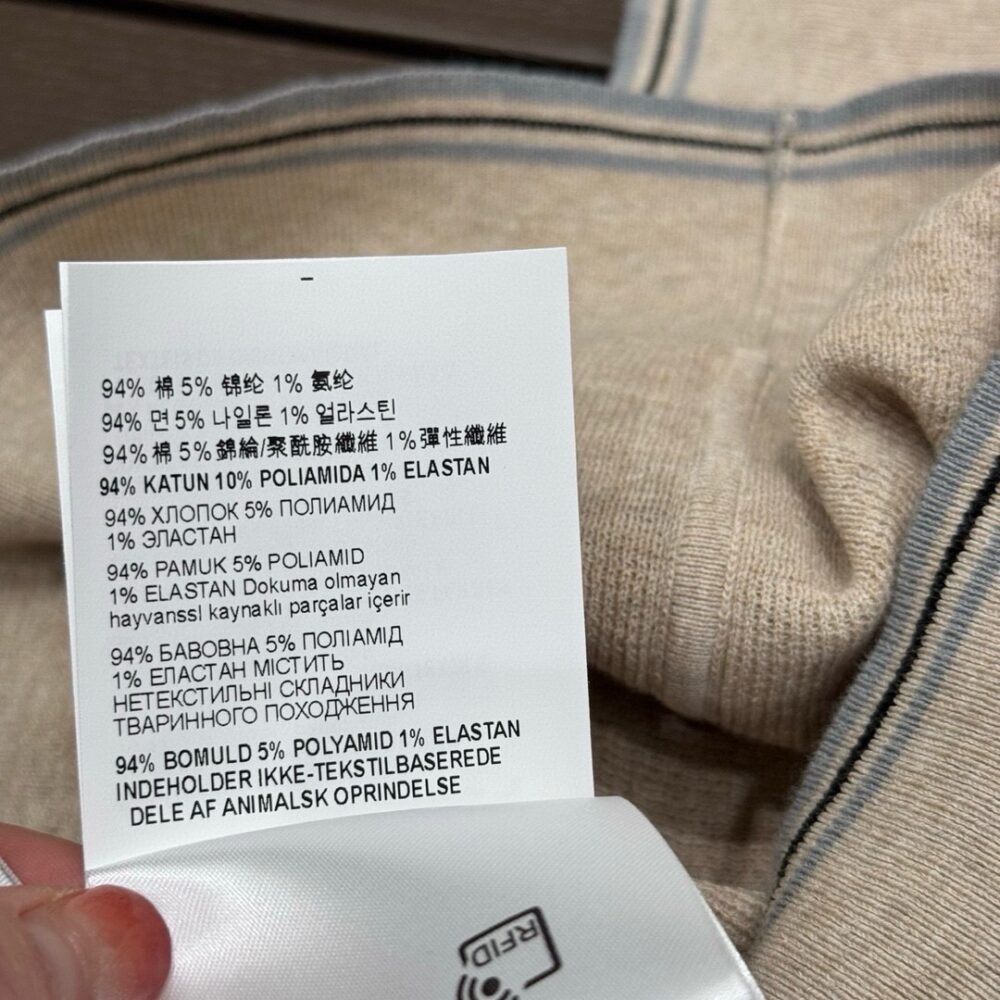 94% 棉 5% 锦纶 1% 氨纶
94% 면 5% 나일론 1% 얼라스틴
94% 棉 5% 錦綸/聚酰胺纖維 1% 彈性纖維
94% KATUN 10% POLIAMIDA 1% ELASTAN
94% ХЛОПОК 5% ПОЛИАМИД
1% ЭЛАСТАН
94% PAMUK 5% POLIAMID
1% ELASTAN Dokuma olmayan
hayvanssl kaynaklı parçalar içerir
94% БАВОВНА 5% ПОЛІАМІД
1% ЕЛАСТАН МІСТИТЬ
НЕТЕКСТИЛЬНІ СКЛАДНИКИ
ТВАРИННОГО ПОХОДЖЕННЯ
94% BOMULD 5% POLYAMID 1% ELASTAN
INDEHOLDER IKKE-TEKSTILBASEREDE
DELE AF ANIMALSK OPRINDELSE
RFID